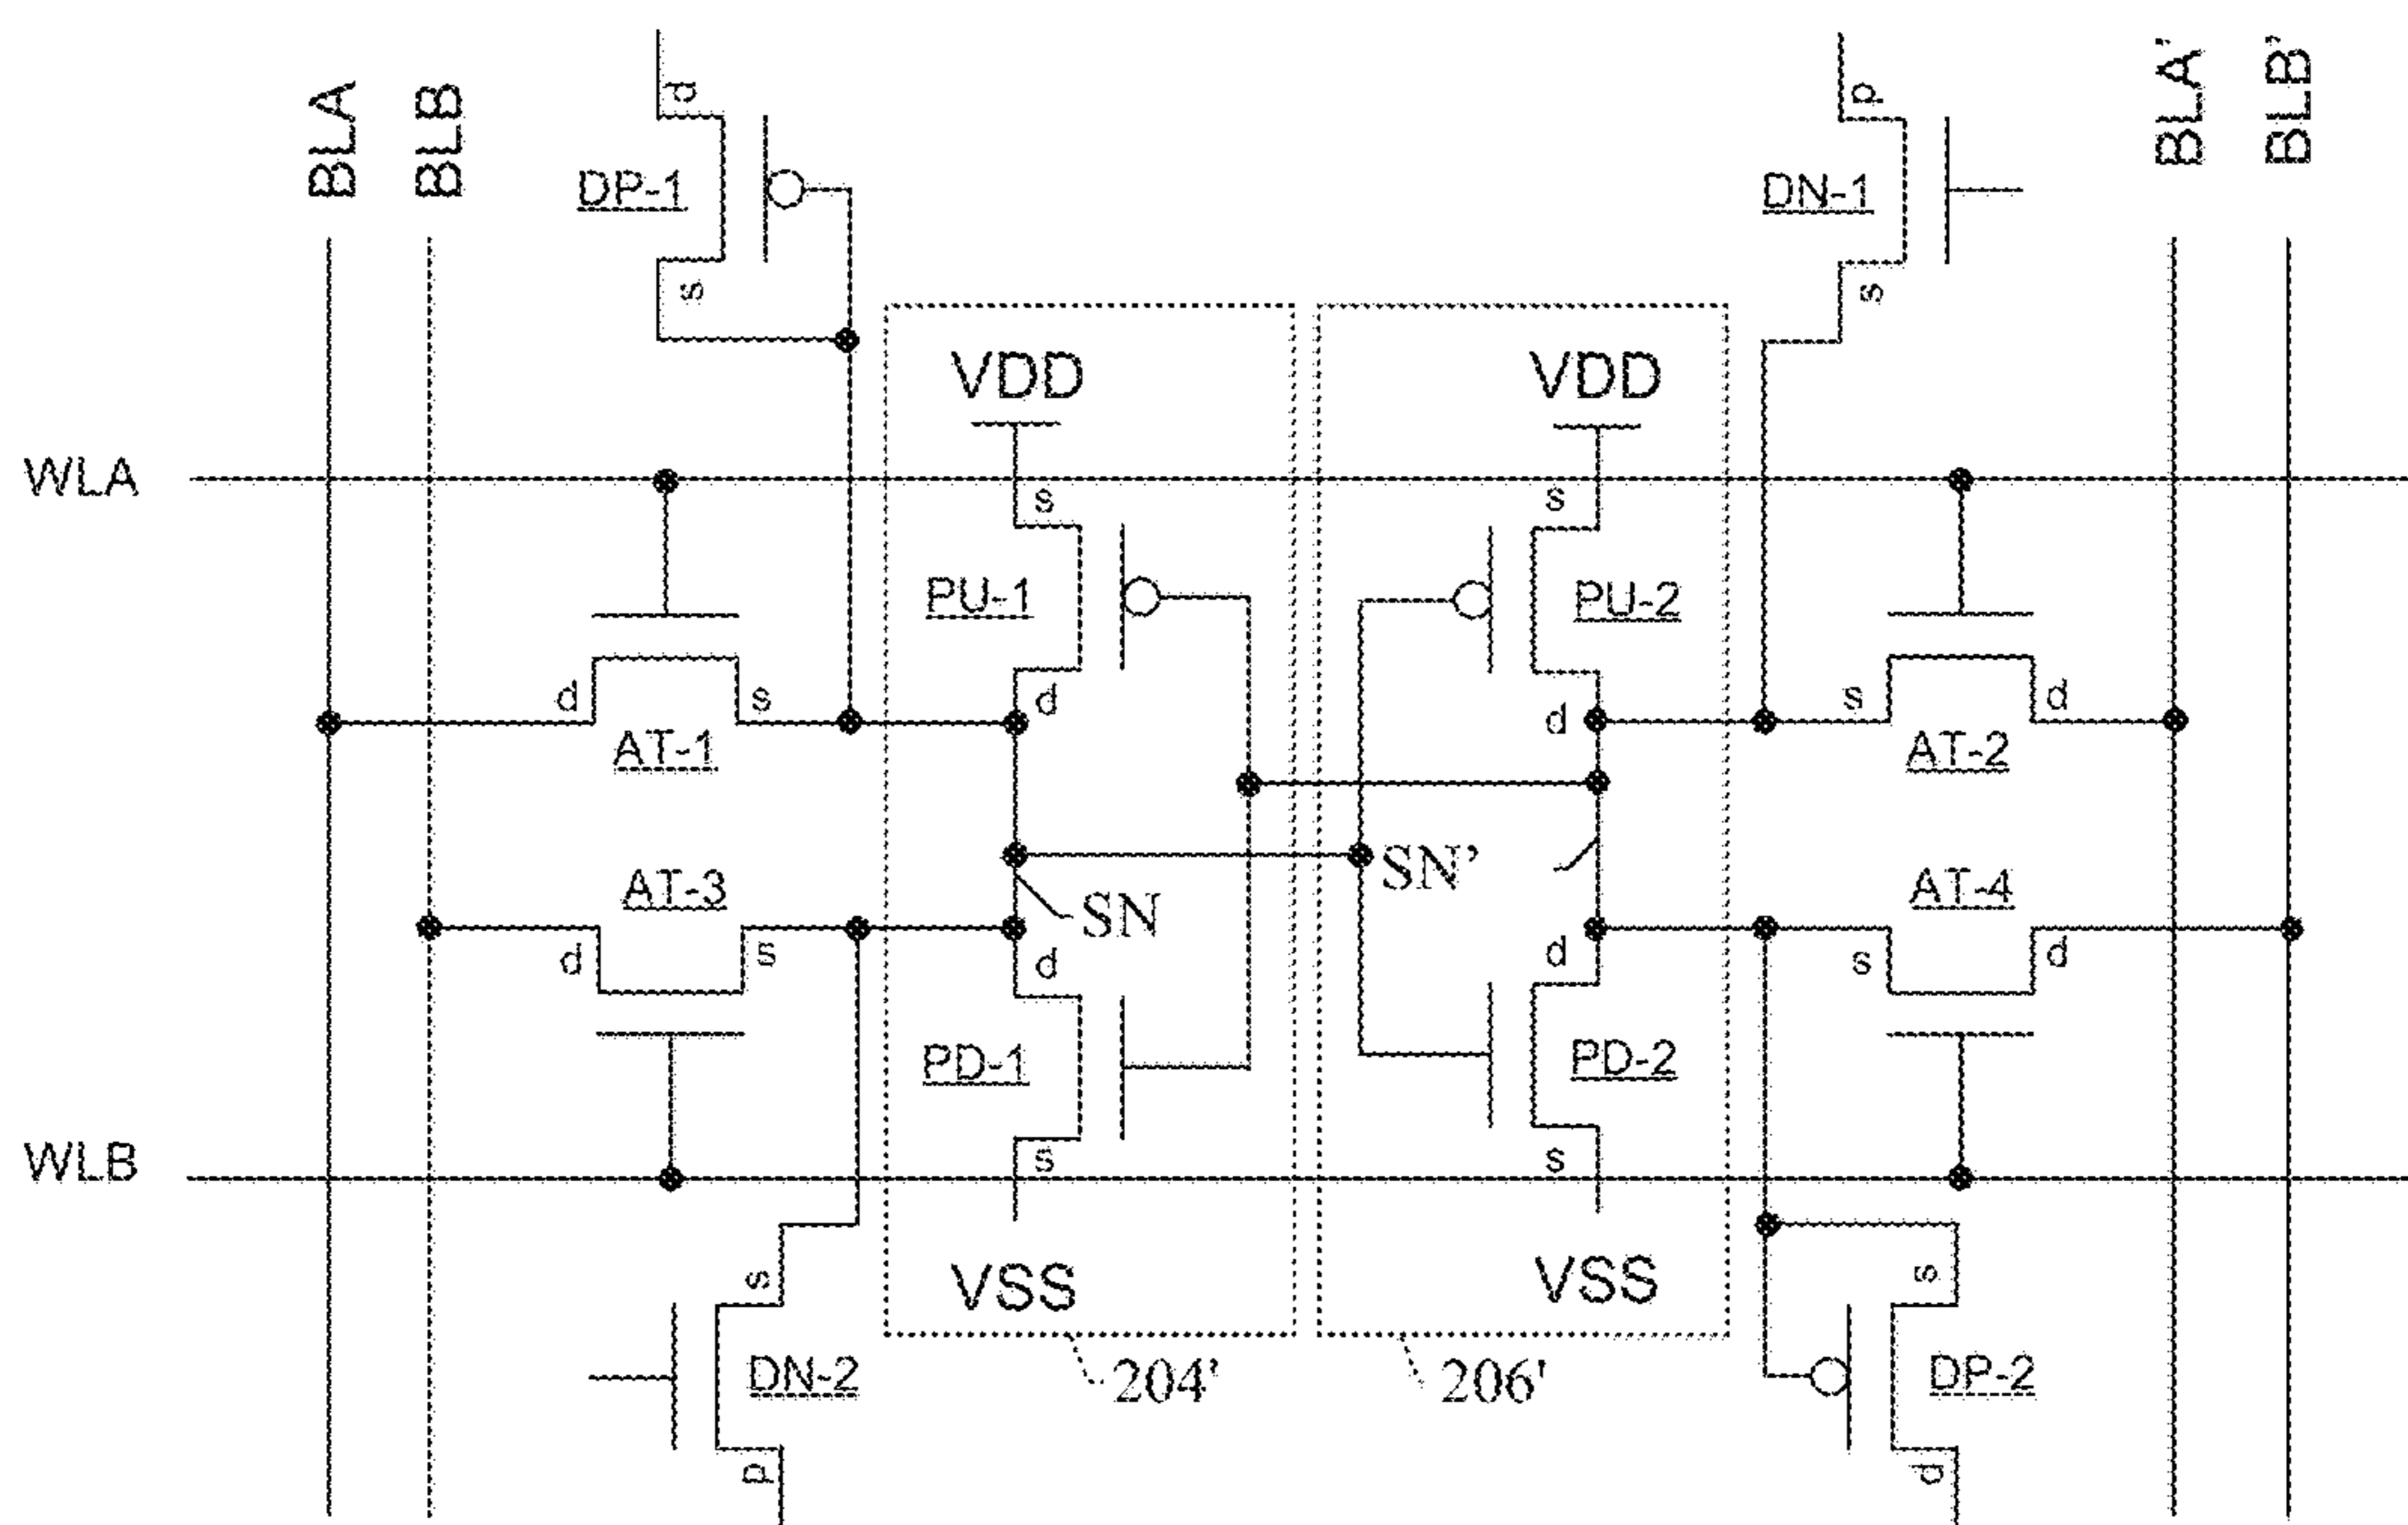 BLA
BLB
d
DP-1
s
p
DN-1
s
BLA'
BLB'
VDD
VDD
WLA
s
s
PU-1
PU-2
d
s
d
d
s
d
AT-1
AT-2
AT-3
SN
SN'
AT-4
d
s
d
d
s
d
PD-1
PD-2
WLB
s
s
s
VSS
VSS
s
DN-2
204'
206'
DP-2
p
d